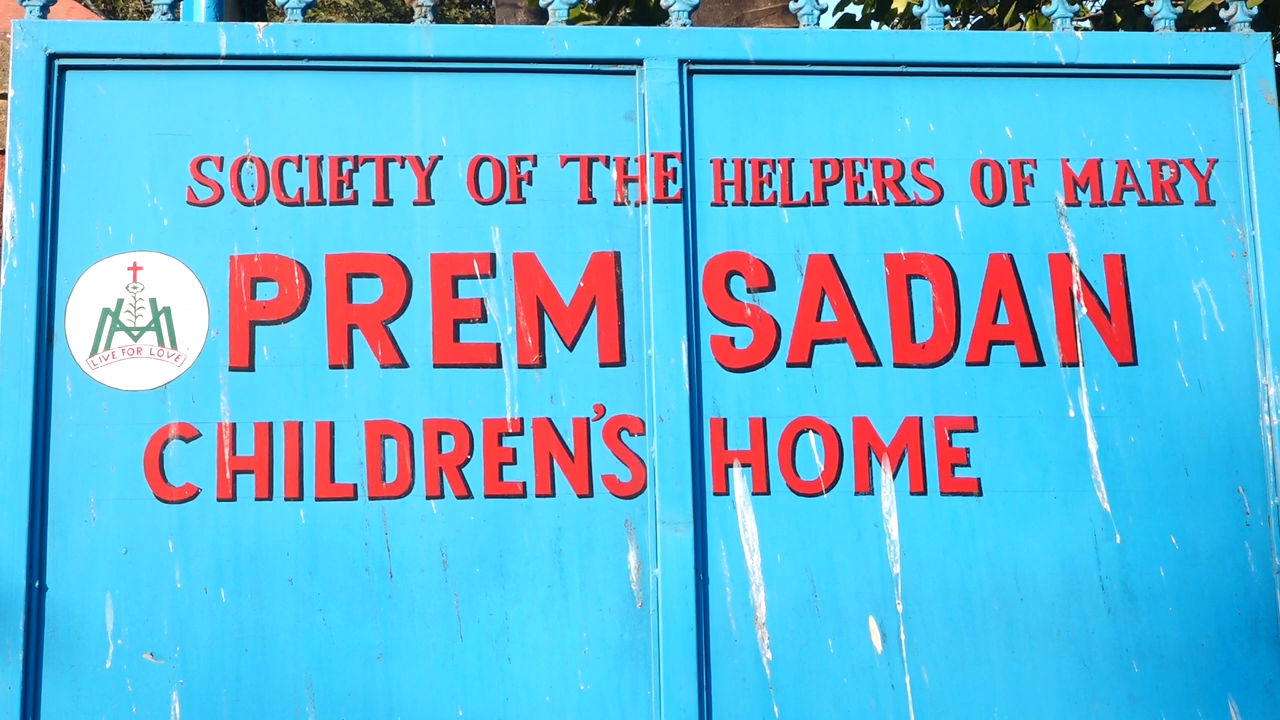 SOCIETY OF THE HELPERS OF MARY
PREM SADAN
LIVE FOR LOVE
CHILDREN'S HOME